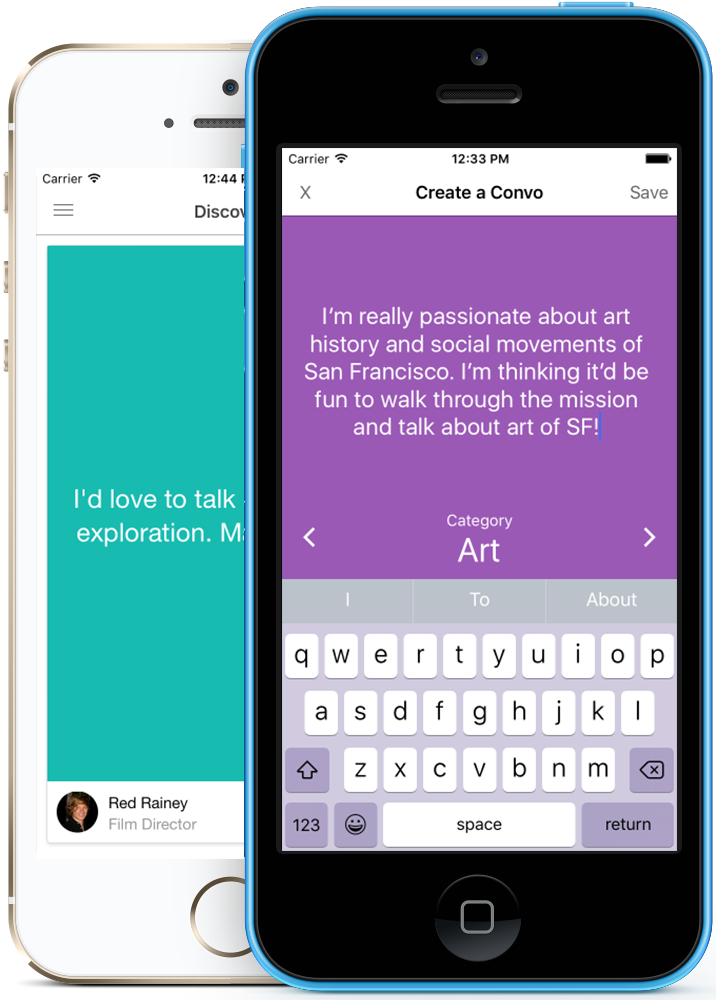 Carrier
12:44
I'd love to talk
exploration.
Red Rainey
Film Director
Carrier
12:33 PM
X
Create a Convo
Save
I'm really passionate about art
history and social movements of
San Francisco. I'm thinking it'd be
fun to walk through the mission
and talk about art of SF!
<
Category
>
Art
I
To
About
q w e r t y u i o p
a s d f g h j k l
z x c v b n m
123
space
return